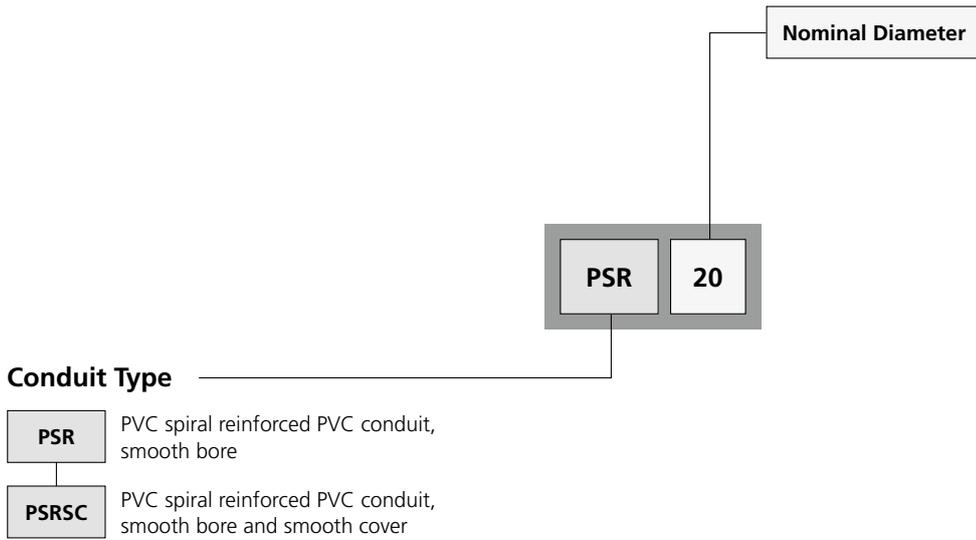 Nominal Diameter
PSR 20
Conduit Type
PSR
PVC spiral reinforced PVC conduit,
smooth bore
PSRSC
PVC spiral reinforced PVC conduit,
smooth bore and smooth cover